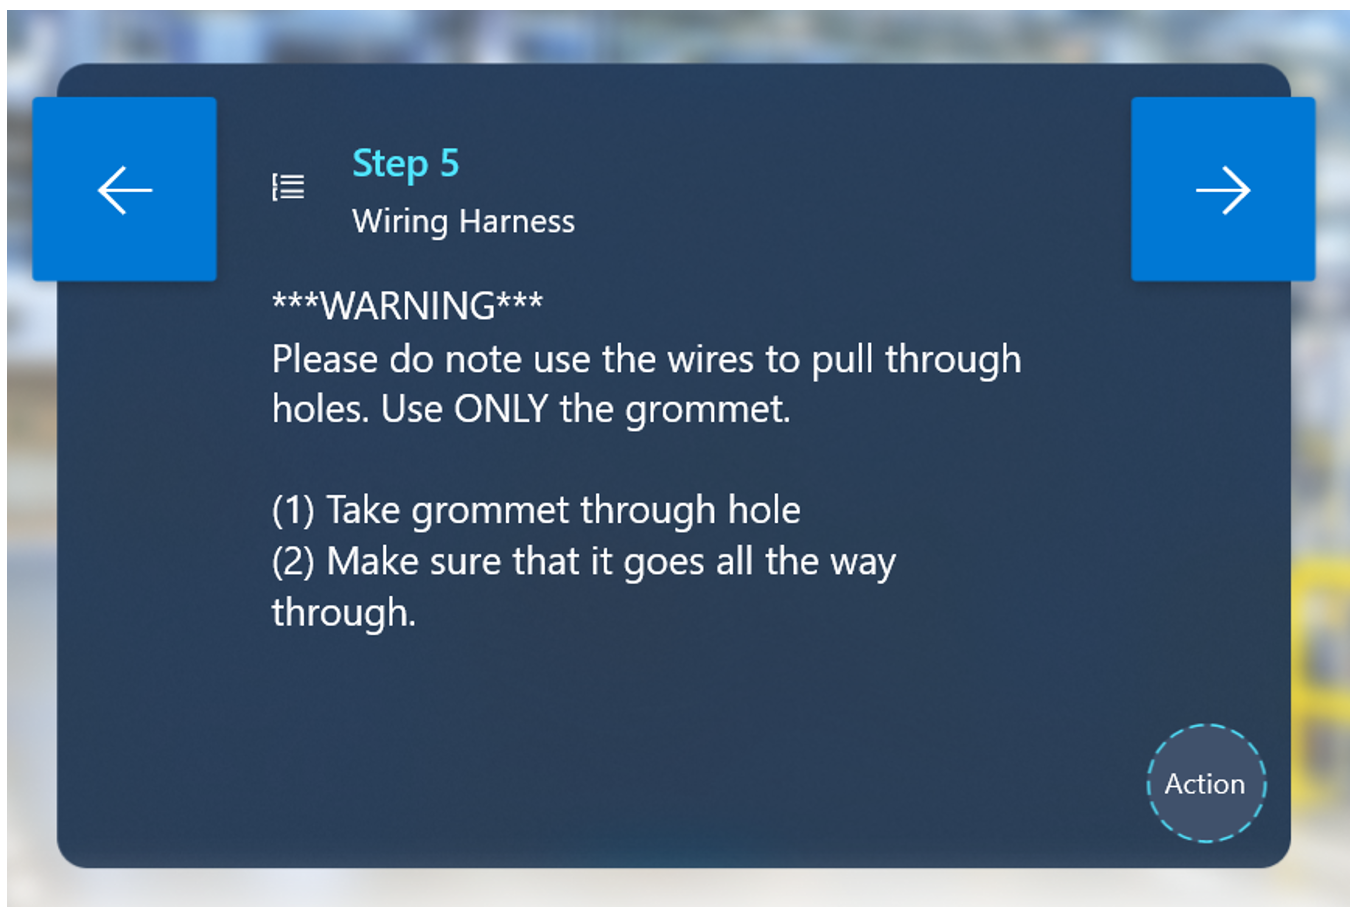 Step 5
Wiring Harness
***WARNING***
Please do note use the wires to pull through
holes. Use ONLY the grommet.
(1) Take grommet through hole
(2) Make sure that it goes all the way
through.
Action